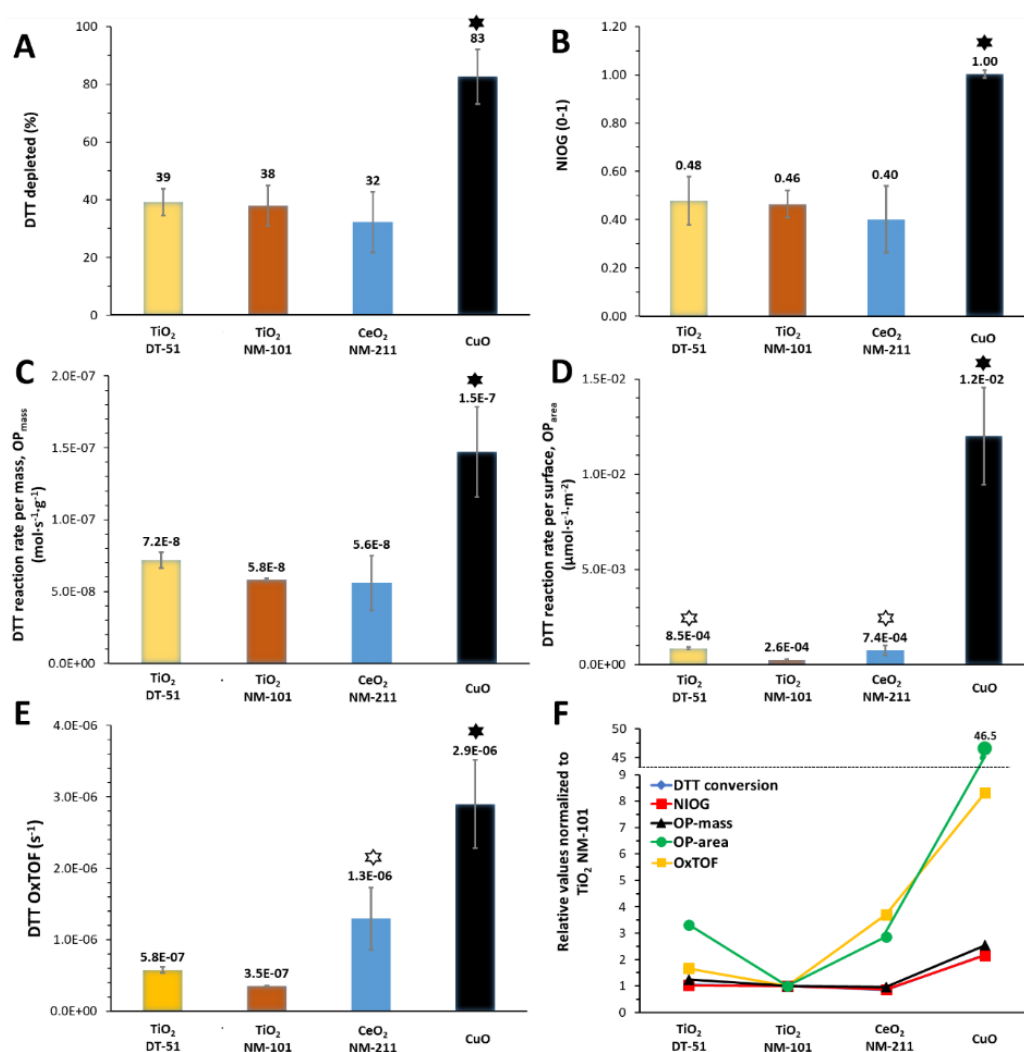 A
DTT depleted (%)
100
80
60
40
20
0
39
38
32
83
TiO₂ DT-51
TiO₂ NM-101
CeO₂ NM-211
CuO
B
NIOG (0-1)
1.20
1.00
0.80
0.60
0.40
0.20
0.00
0.48
0.46
0.40
1.00
TiO₂ DT-51
TiO₂ NM-101
CeO₂ NM-211
CuO
C
DTT reaction rate per mass, OPmass
(mol·s⁻¹·g⁻¹)
2.0E-07
1.5E-07
1.0E-07
5.0E-08
0.0E+00
7.2E-8
5.8E-8
5.6E-8
1.5E-7
TiO₂ DT-51
TiO₂ NM-101
CeO₂ NM-211
CuO
D
DTT reaction rate per surface, OParea
(µmol·s⁻¹·m⁻²)
1.5E-02
1.0E-02
5.0E-03
0.0E+00
8.5E-04
2.6E-04
7.4E-04
1.2E-02
TiO₂ DT-51
TiO₂ NM-101
CeO₂ NM-211
CuO
E
DTT OxTOF (s⁻¹)
4.0E-06
3.0E-06
2.0E-06
1.0E-06
0.0E+00
5.8E-07
3.5E-07
1.3E-06
2.9E-06
TiO₂ DT-51
TiO₂ NM-101
CeO₂ NM-211
CuO
F
Relative values normalized to
TiO₂ NM-101
50
45
9
8
7
6
5
4
3
2
1
0
46.5
DTT conversion
NIOG
OP-mass
OP-area
OxTOF
TiO₂ DT-51
TiO₂ NM-101
CeO₂ NM-211
CuO